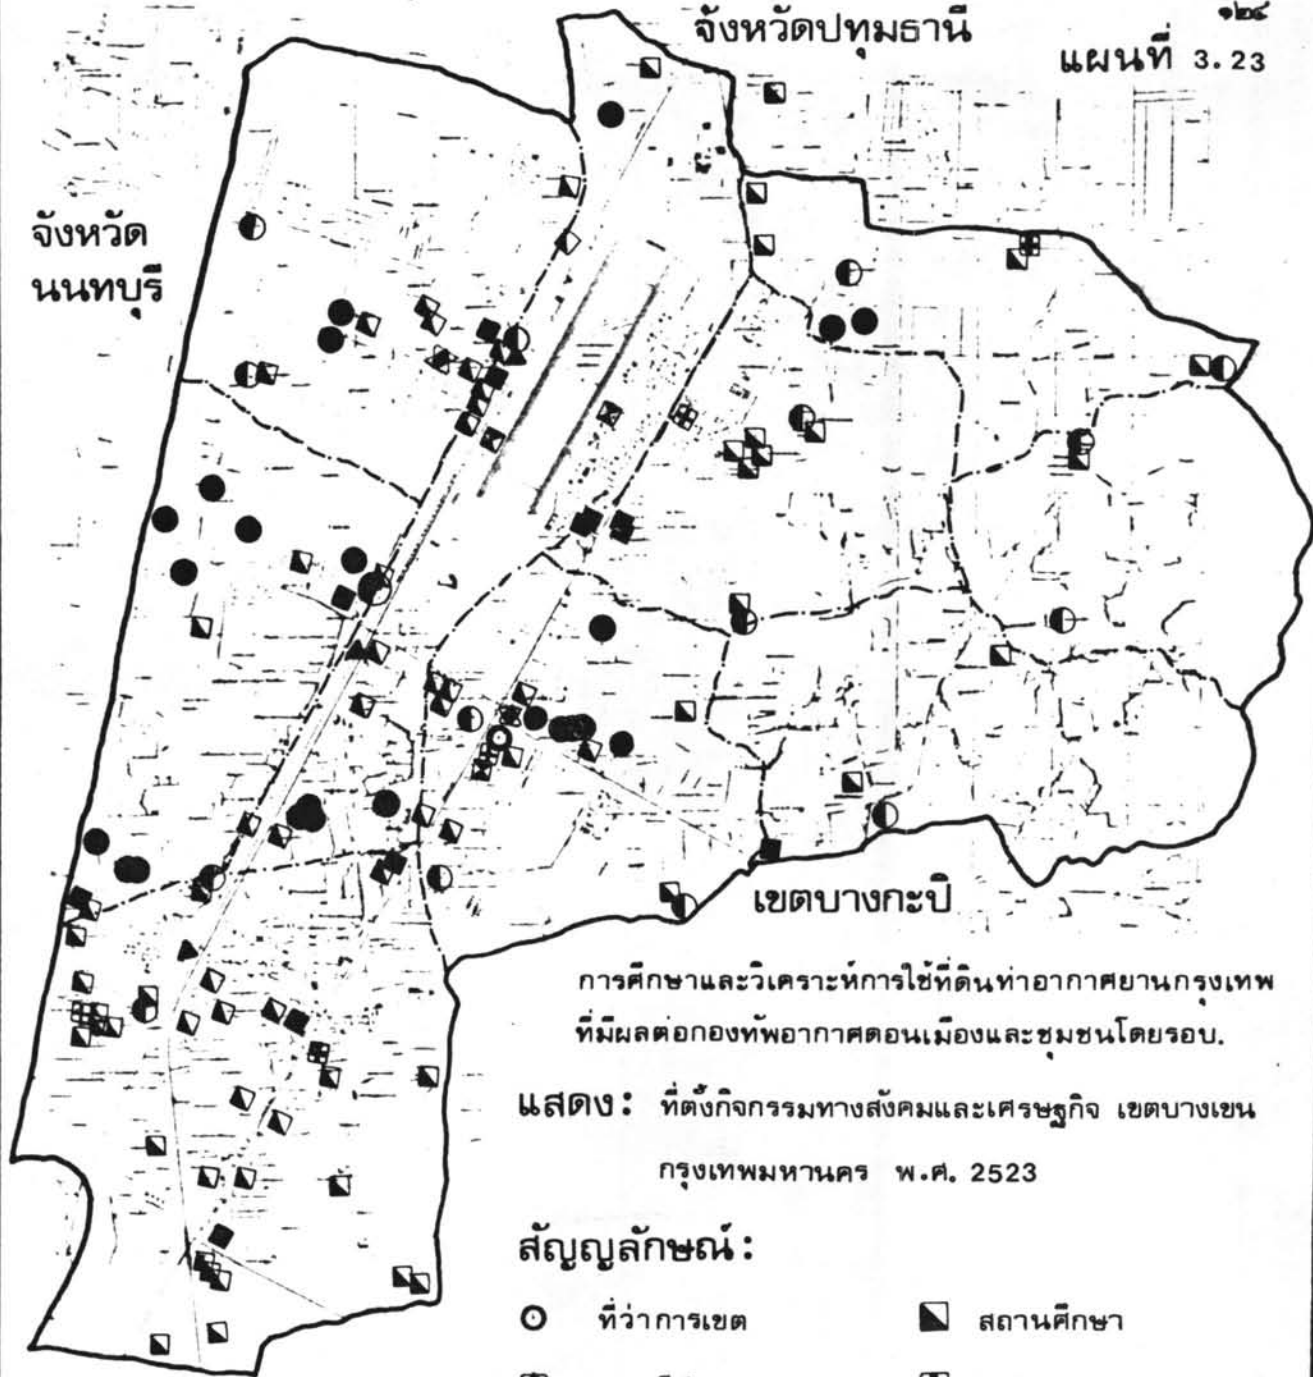 ๑๒๔
จังหวัดปทุมธานี
แผนที่ 3.23
จังหวัด
นนทบุรี
เขตบางกะปิ
การศึกษาและวิเคราะห์การใช้ที่ดินท่าอากาศยานกรุงเทพ
ที่มีผลต่อกองทัพอากาศดอนเมืองและชุมชนโดยรอบ.
แสดง: ที่ตั้งกิจกรรมทางสังคมและเศรษฐกิจ เขตบางเขน
กรุงเทพมหานคร พ.ศ. 2523
สัญญลักษณ์:
ที่ว่าการเขต
สถานศึกษา